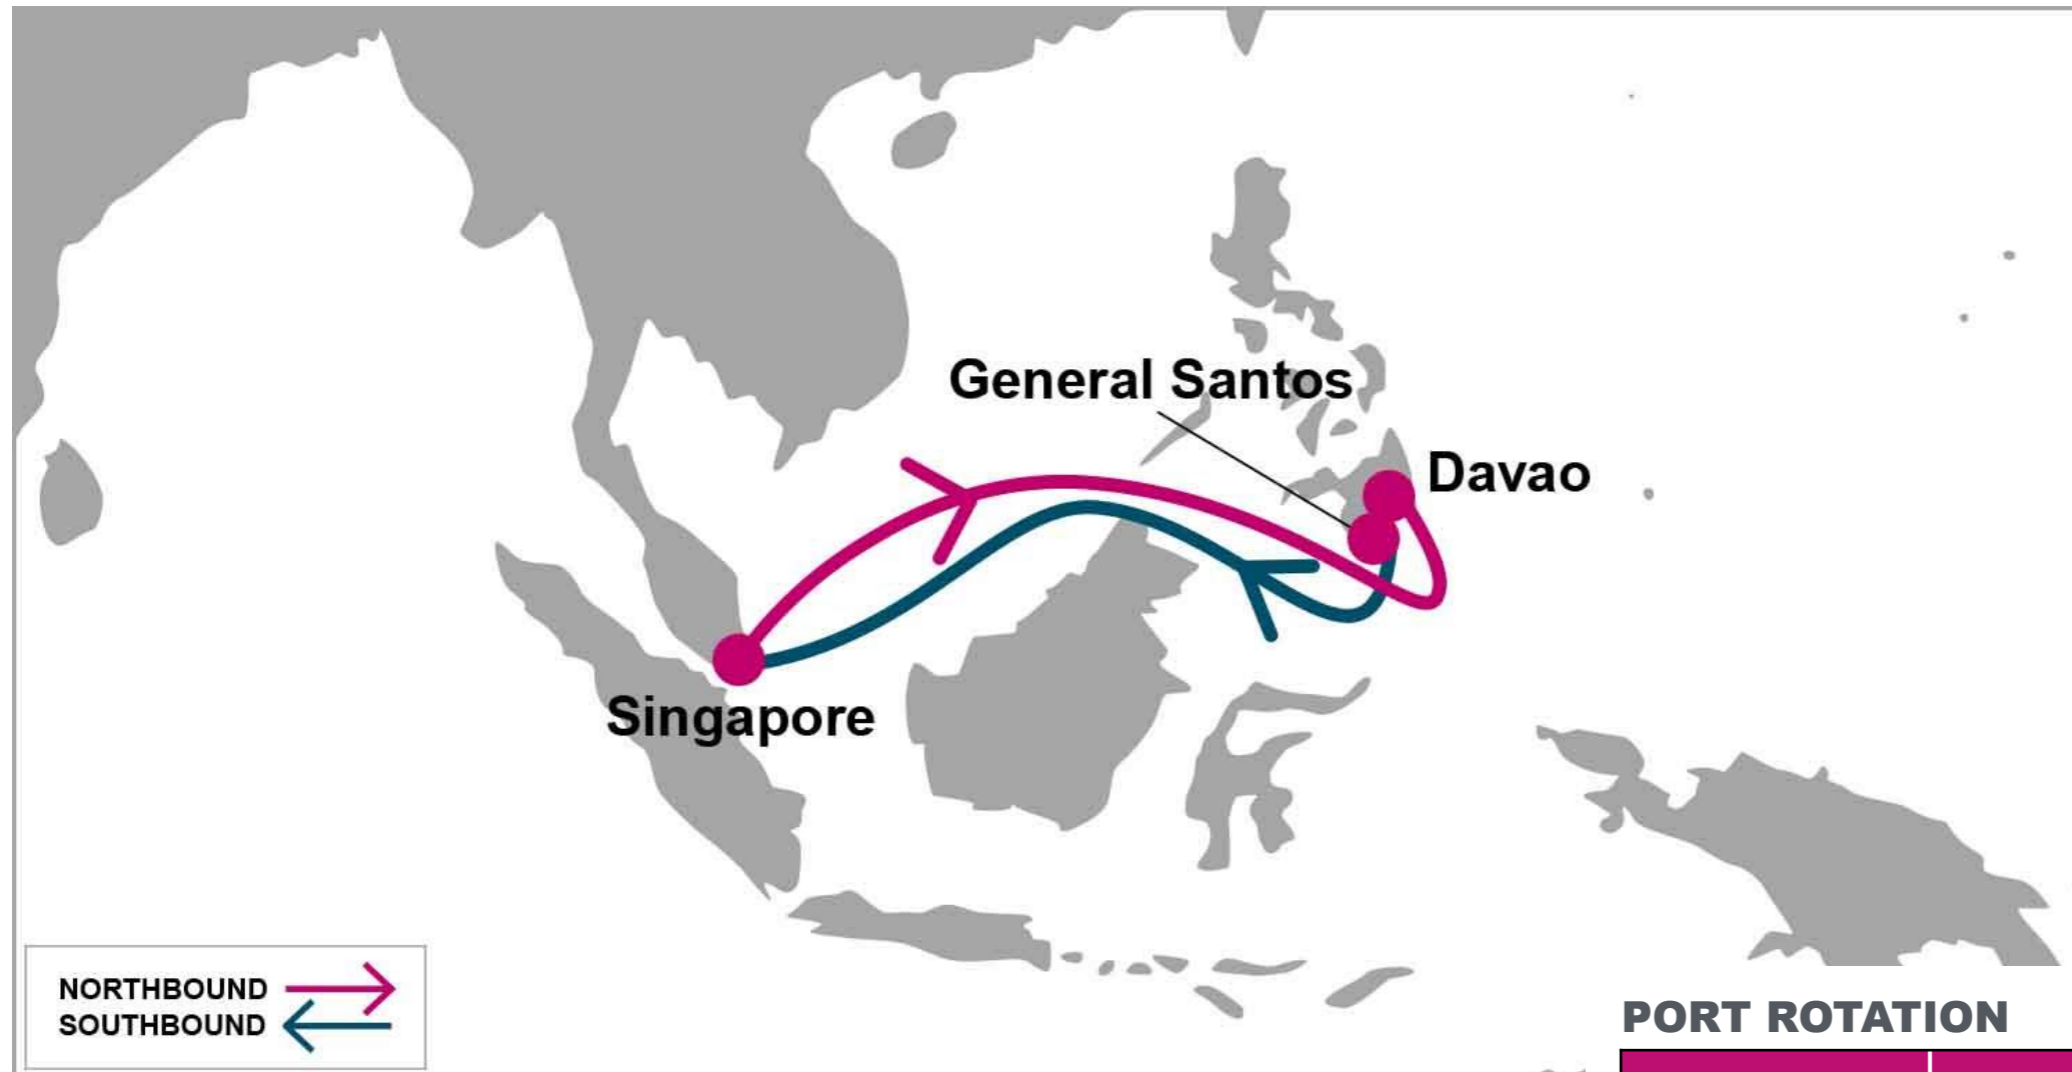 General Santos
Davao
Singapore
NORTHBOUND
SOUTHBOUND
PORT ROTATION